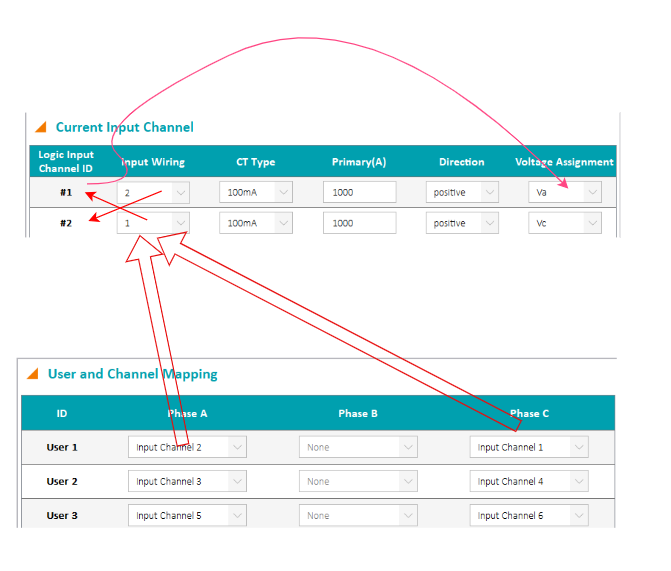 Current Input Channel
Logic Input Channel ID Input Wiring CT Type Primary(A) Direction Voltage Assignment
#1 2 100mA 1000 positive Va
#2 1 100mA 1000 positive Vc
User and Channel Mapping
ID Phase A Phase B Phase C
User 1 Input Channel 2 None Input Channel 1
User 2 Input Channel 3 None Input Channel 4
User 3 Input Channel 5 None Input Channel 6